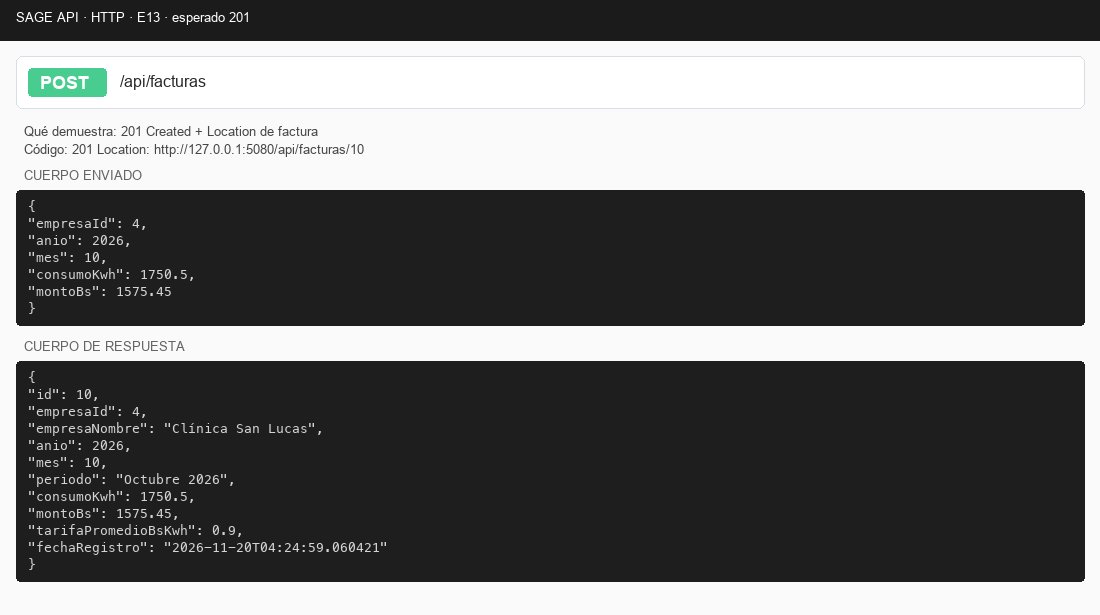 SAGE API · HTTP · E13 · esperado 201
POST /api/facturas
Qué demuestra: 201 Created + Location de factura
Código: 201 Location: http://127.0.0.1:5080/api/facturas/10
CUERPO ENVIADO
{
"empresaId": 4,
"anio": 2026,
"mes": 10,
"consumoKwh": 1750.5,
"montoBs": 1575.45
}
CUERPO DE RESPUESTA
{
"id": 10,
"empresaId": 4,
"empresaNombre": "Clínica San Lucas",
"anio": 2026,
"mes": 10,
"periodo": "Octubre 2026",
"consumoKwh": 1750.5,
"montoBs": 1575.45,
"tarifaPromedioBsKwh": 0.9,
"fechaRegistro": "2026-11-20T04:24:59.060421"
}